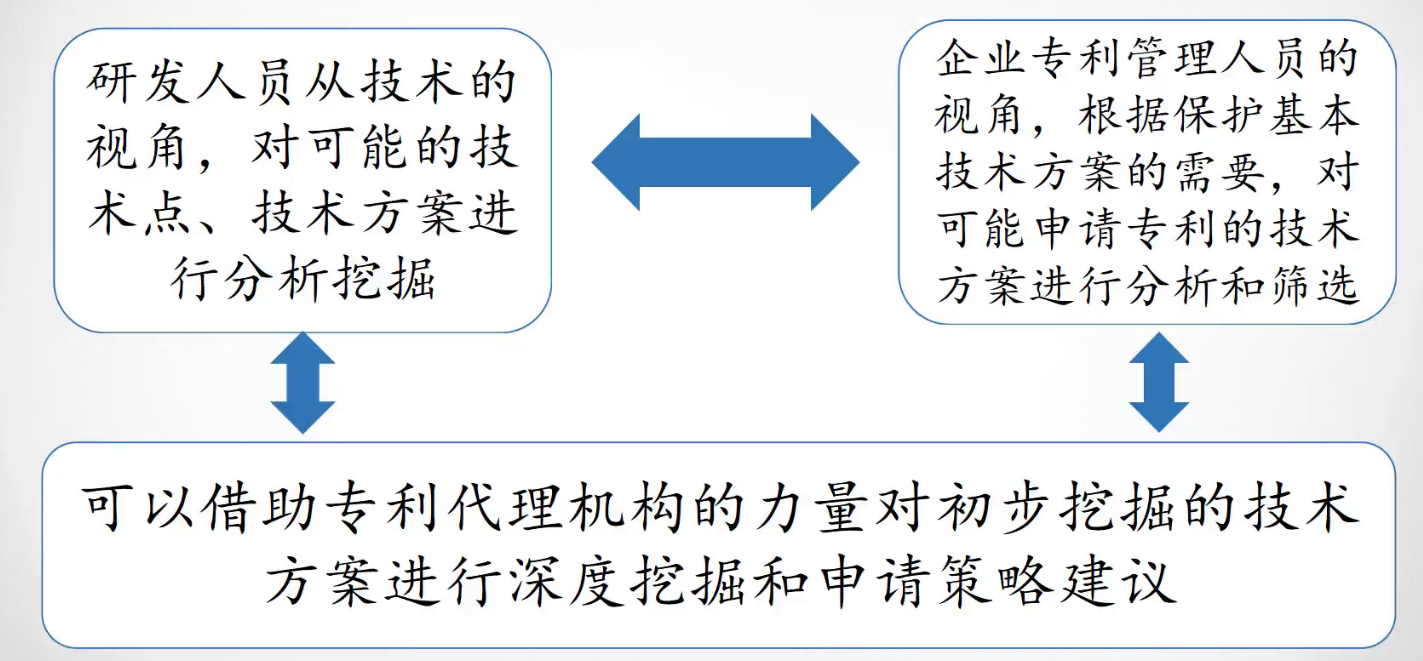 研发人员从技术的
视角，对可能的技
术点、技术方案进
行分析挖掘
企业专利管理人员的
视角，根据保护基本
技术方案的需要，对
可能申请专利的技术
方案进行分析和筛选
可以借助专利代理机构的力量对初步挖掘的技术
方案进行深度挖掘和申请策略建议